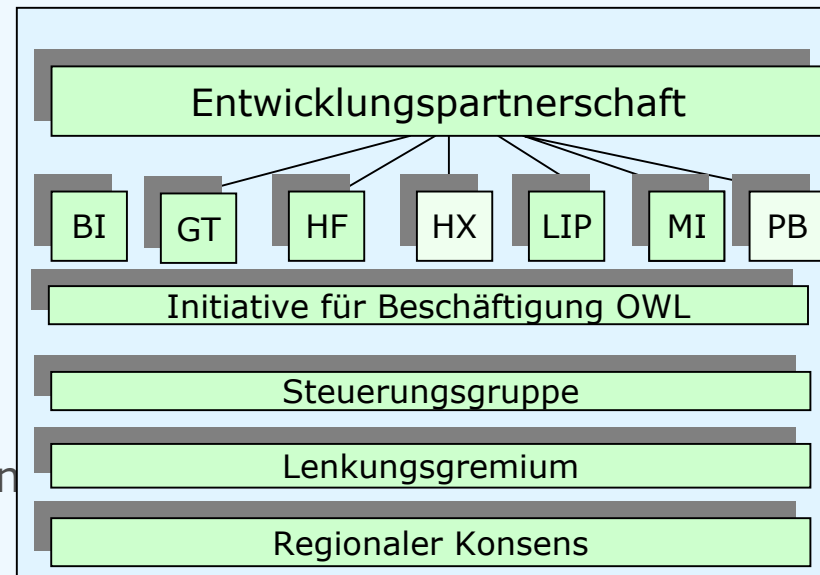 Entwicklungspartnerschaft
BI GT HF HX LIP MI PB
Initiative für Beschäftigung OWL
Steuerungsgruppe
Lenkungsgremium
n
Regionaler Konsens